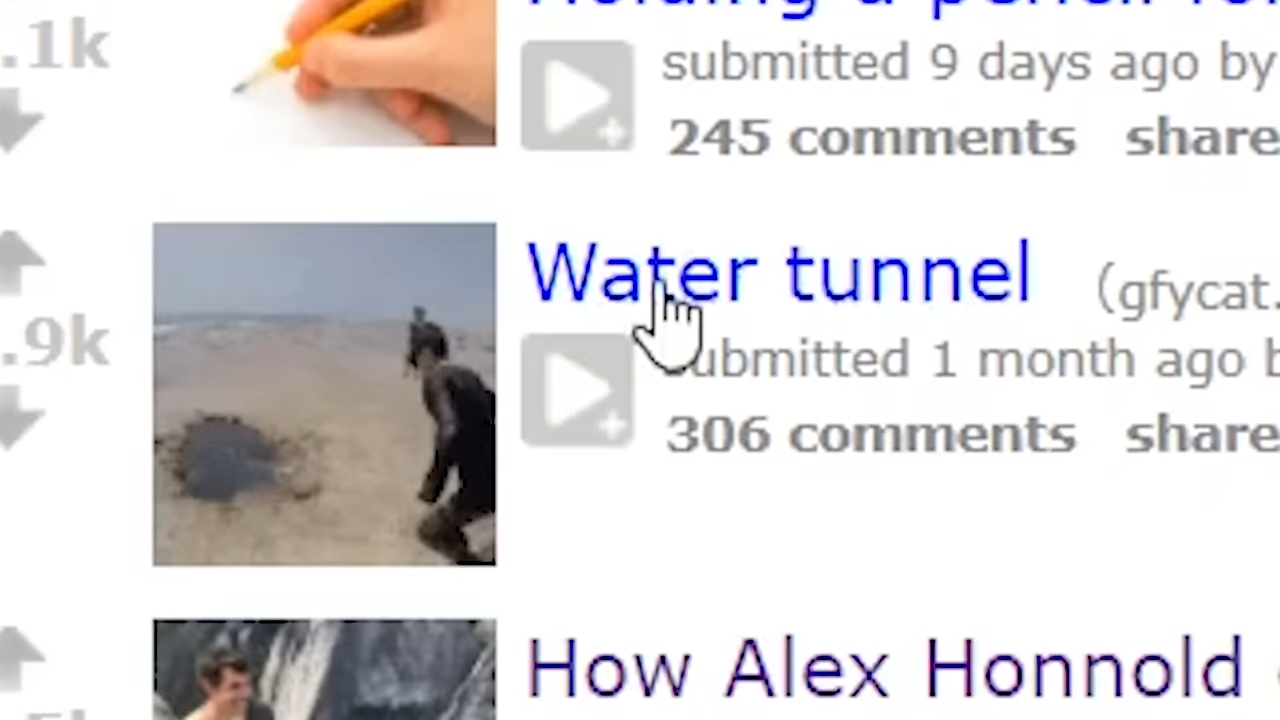 .1k
submitted 9 days ago by
245 comments share
Water tunnel (gfycat.
.9k
submitted 1 month ago b
306 comments share
How Alex Honnold